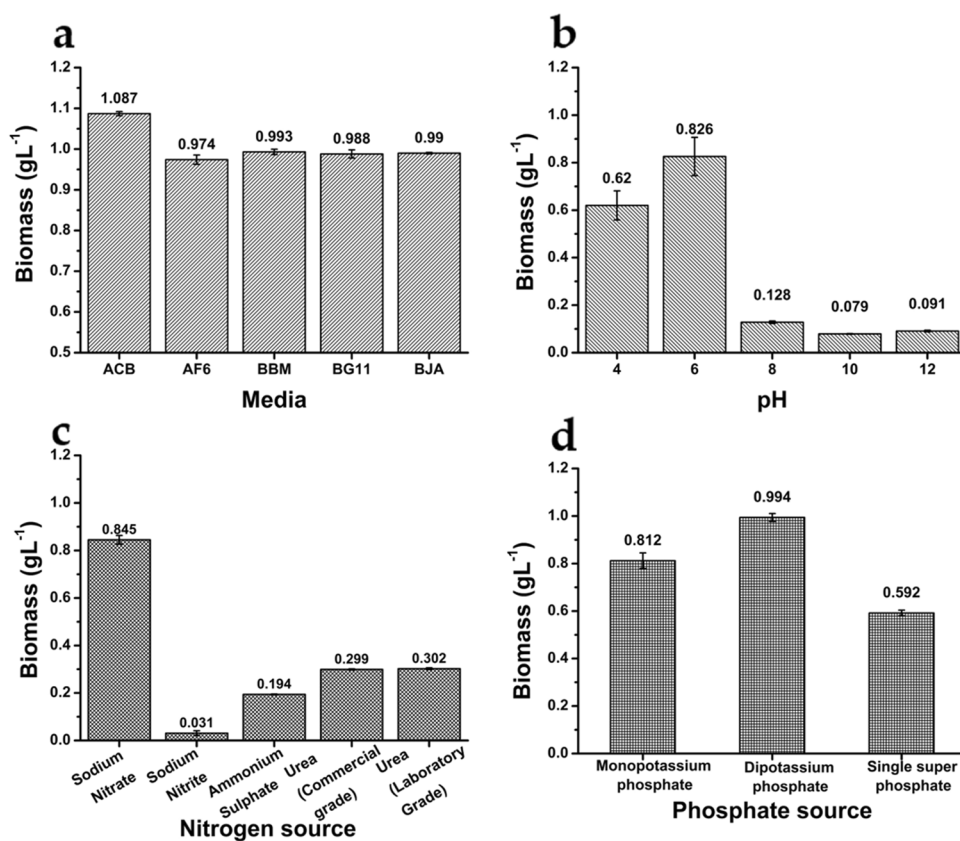 a
Biomass (gL⁻¹)
1.2
1.1
1.0
0.9
0.8
0.7
0.6
0.5
1.087
0.974
0.993
0.988
0.99
ACB AF6 BBM BG11 BJA
Media
b
Biomass (gL⁻¹)
1.2
1.0
0.8
0.6
0.4
0.2
0.0
0.62
0.826
0.128
0.079
0.091
4 6 8 10 12
pH
c
Biomass (gL⁻¹)
1.2
1.0
0.8
0.6
0.4
0.2
0.0
0.845
0.031
0.194
0.299
0.302
Sodium
Nitrate
Sodium
Nitrite
Ammonium
Sulphate
Urea
(Commercial
grade)
Urea
(Laboratory
Grade)
Nitrogen source
d
Biomass (gL⁻¹)
1.2
1.0
0.8
0.6
0.4
0.2
0.0
0.812
0.994
0.592
Monopotassium
phosphate
Dipotassium
phosphate
Single super
phosphate
Phosphate source